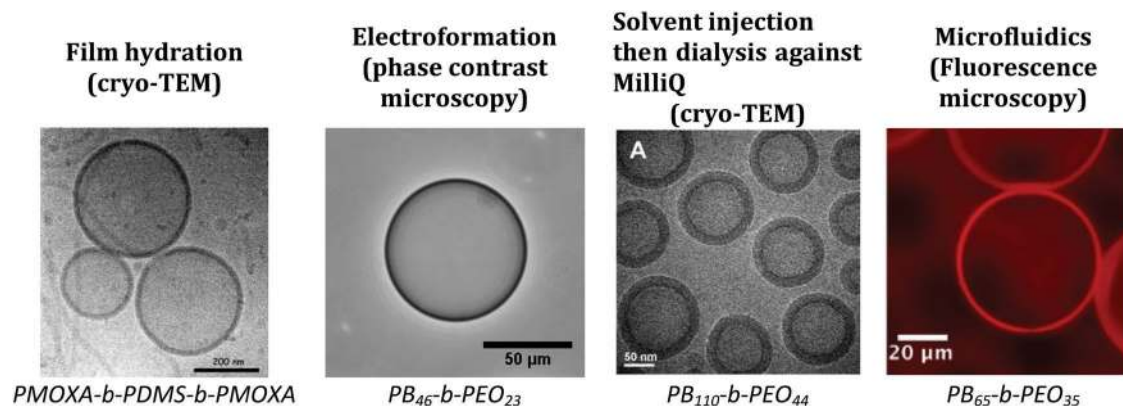 Film hydration
(cryo-TEM)
Electroformation
(phase contrast
microscopy)
Solvent injection
then dialysis against
MilliQ
(cryo-TEM)
Microfluidics
(Fluorescence
microscopy)
200 nm
50 µm
A
50 nm
20 µm
PMOXA-b-PDMS-b-PMOXA
PB₄₆-b-PEO₂₃
PB₁₁₀-b-PEO₄₄
PB₆₅-b-PEO₃₅